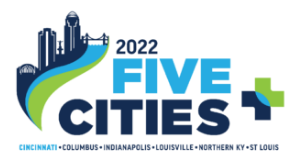 2022
FIVE
CITIES +
CINCINNATI • COLUMBUS • INDIANAPOLIS • LOUISVILLE • NORTHERN KY • ST LOUIS